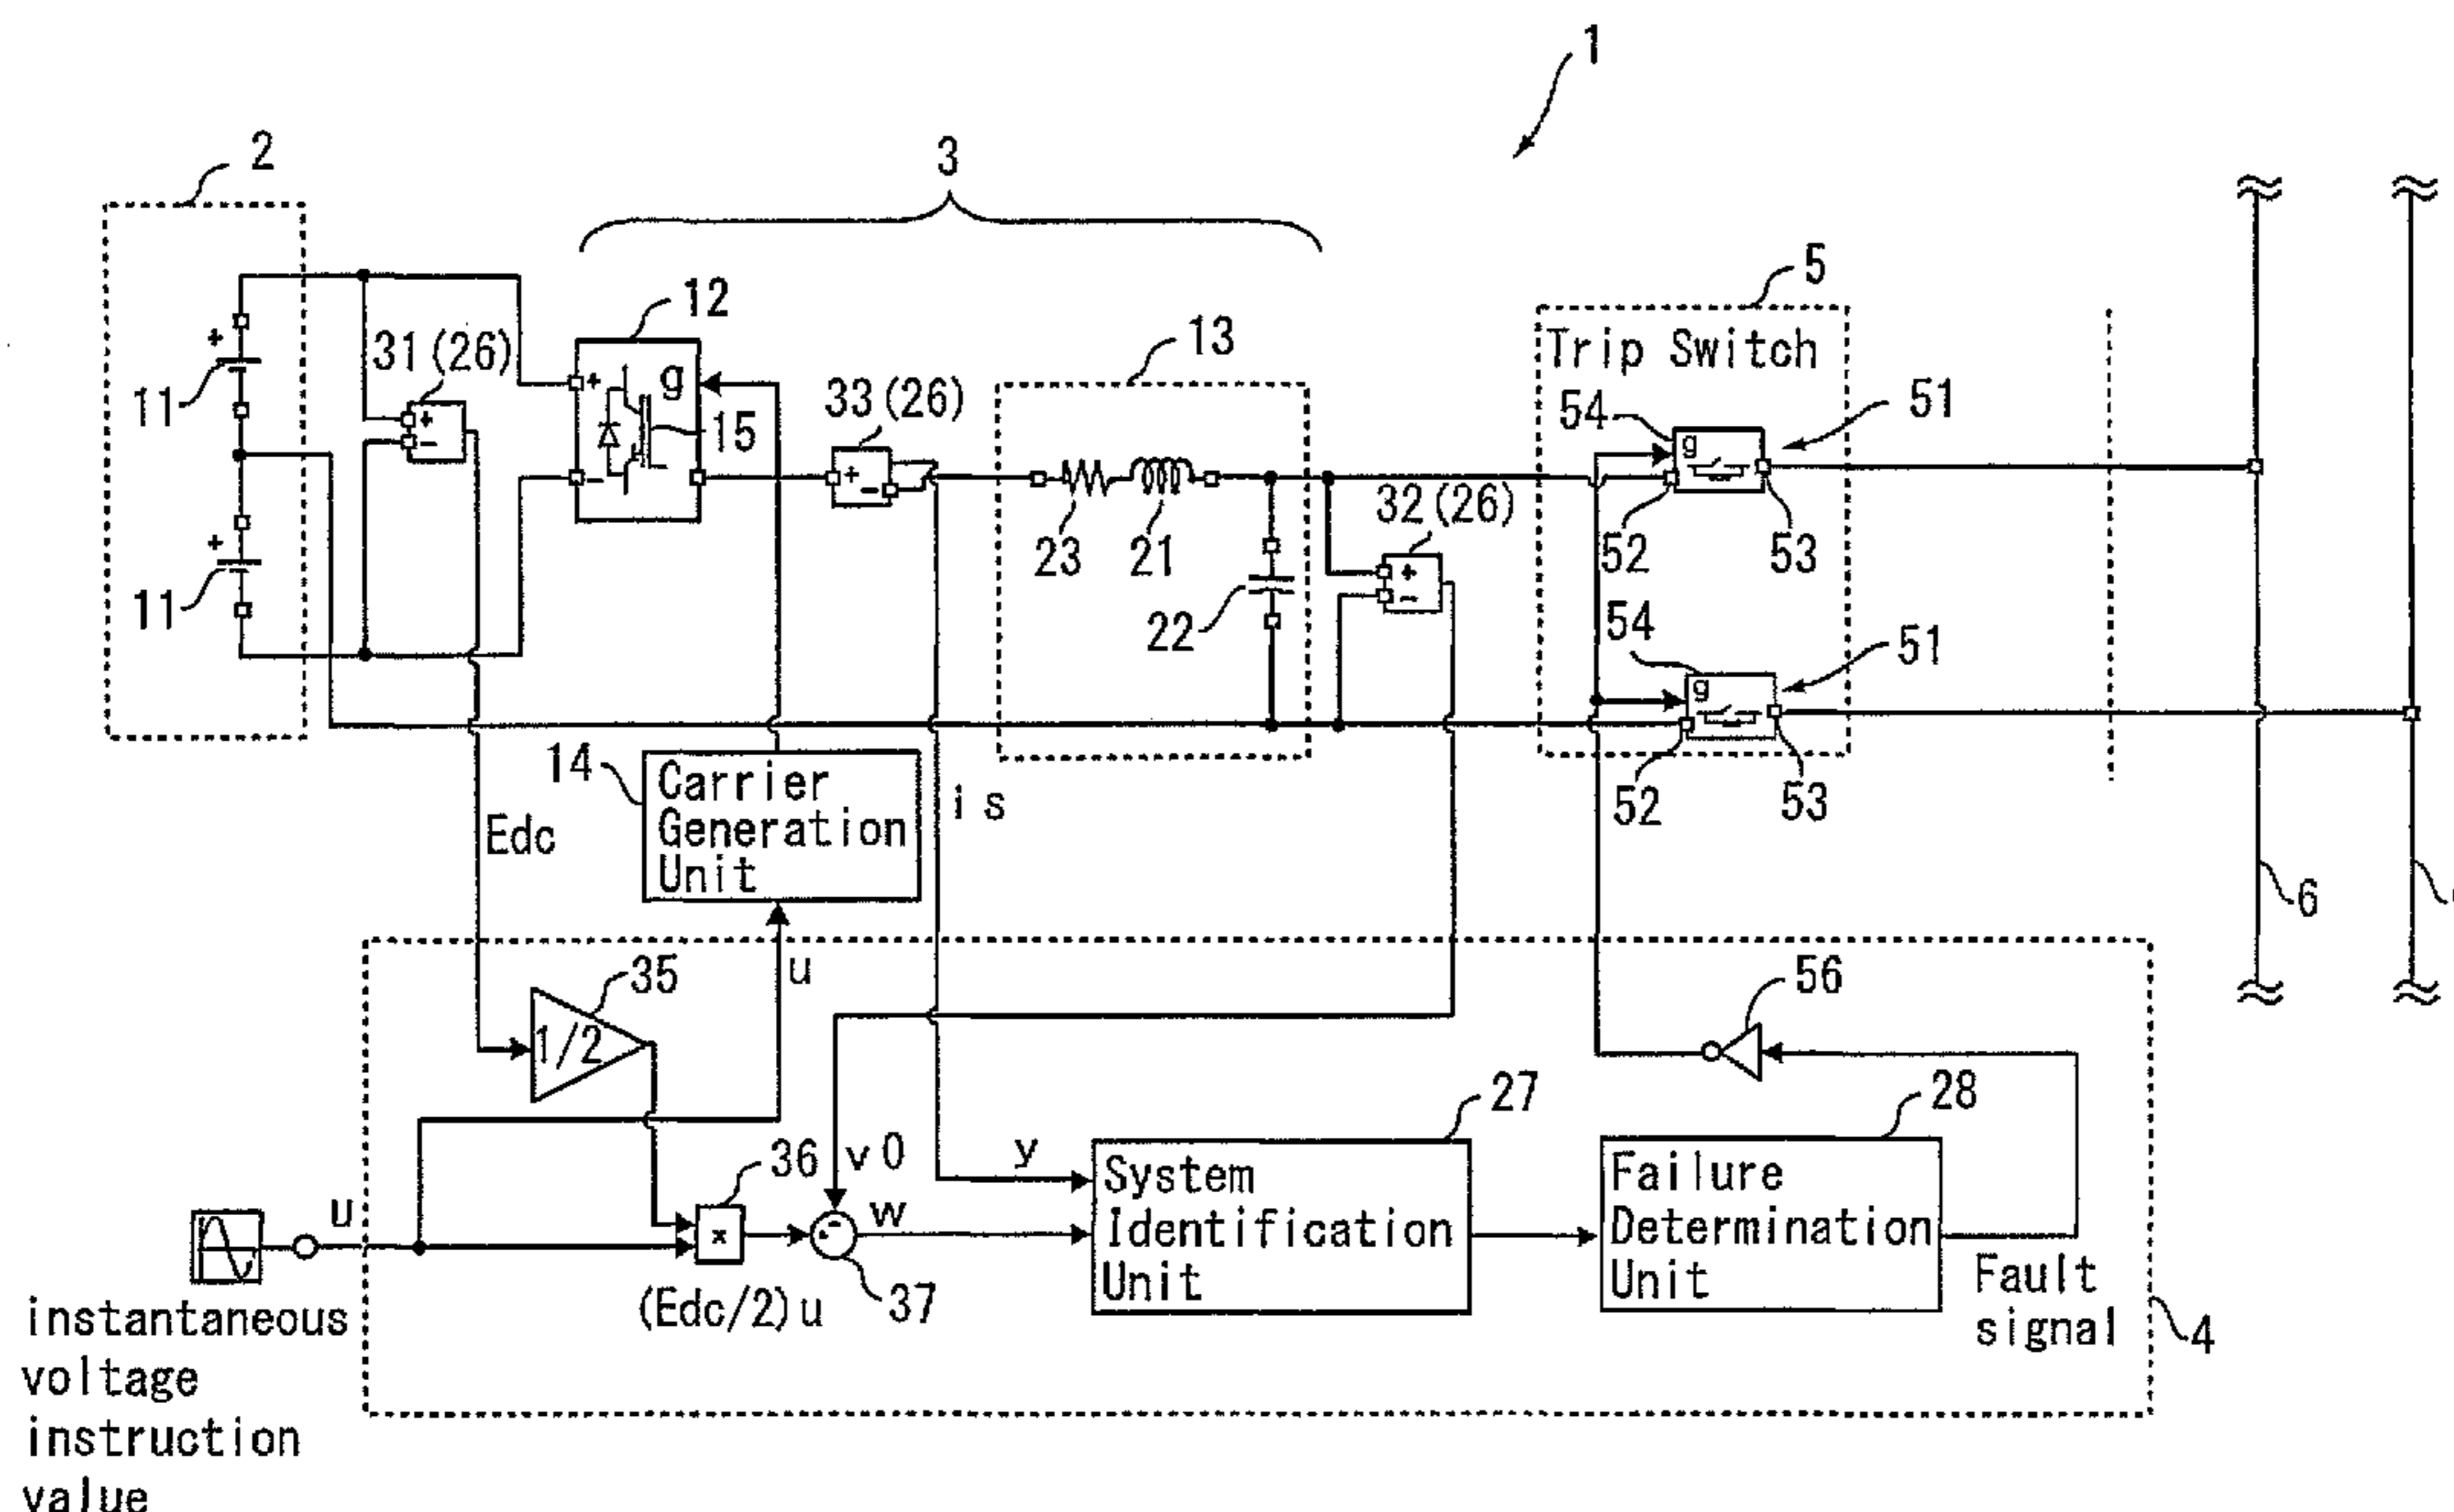 1
2
3
5
12
13
Trip Switch
31(26)
+
g
33(26)
54
51
11
+
+
-
15
+
-
g
32(26)
-
23
21
52
53
+
11
22
+
-
54
51
g
14
Carrier
Generation
Unit
is
52
53
Edc
6
35
u
56
1/2
27
28
36
v0
y
System
Identification
Unit
Failure
Determination
Unit
u
x
-
w
(Edc/2)u
37
Fault
signal
4
instantaneous
voltage
instruction
value